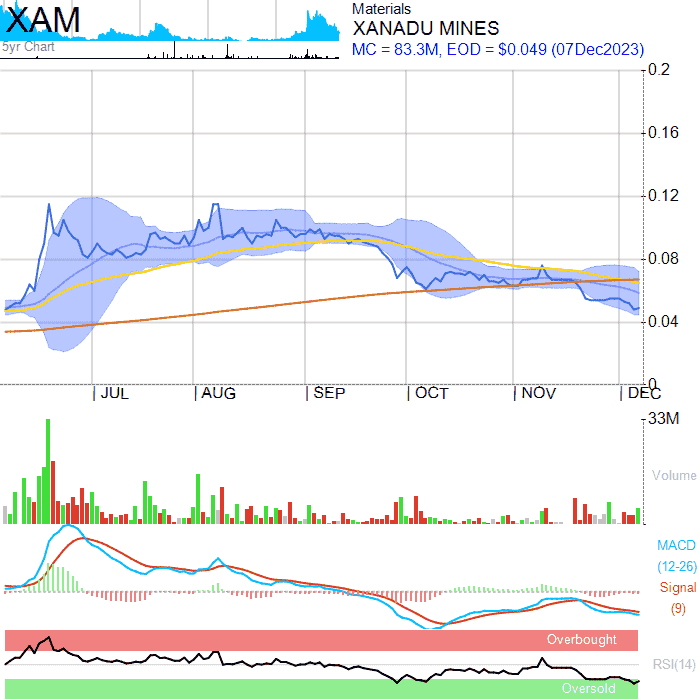 XAM
5yr Chart
Materials
XANADU MINES
MC = 83.3M, EOD = $0.049 (07Dec2023)
0.2
0.16
0.12
0.08
0.04
0
JUL AUG SEP OCT NOV DEC
33M
Volume
MACD
(12-26)
Signal
(9)
Overbought
RSI(14)
Oversold